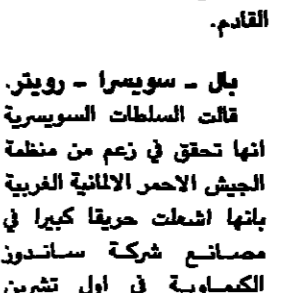 القادم.
بال ـ سويسرا ـ رويتر.
قالت السلطات السويسرية
انها تحقق في زعم من منظمة
الجيش الاحمر الالمانية الغربية
بانها اشعلت حريقا كبيرا في
مصانع شركة ساندوز
الكيماوية في اول تشرين